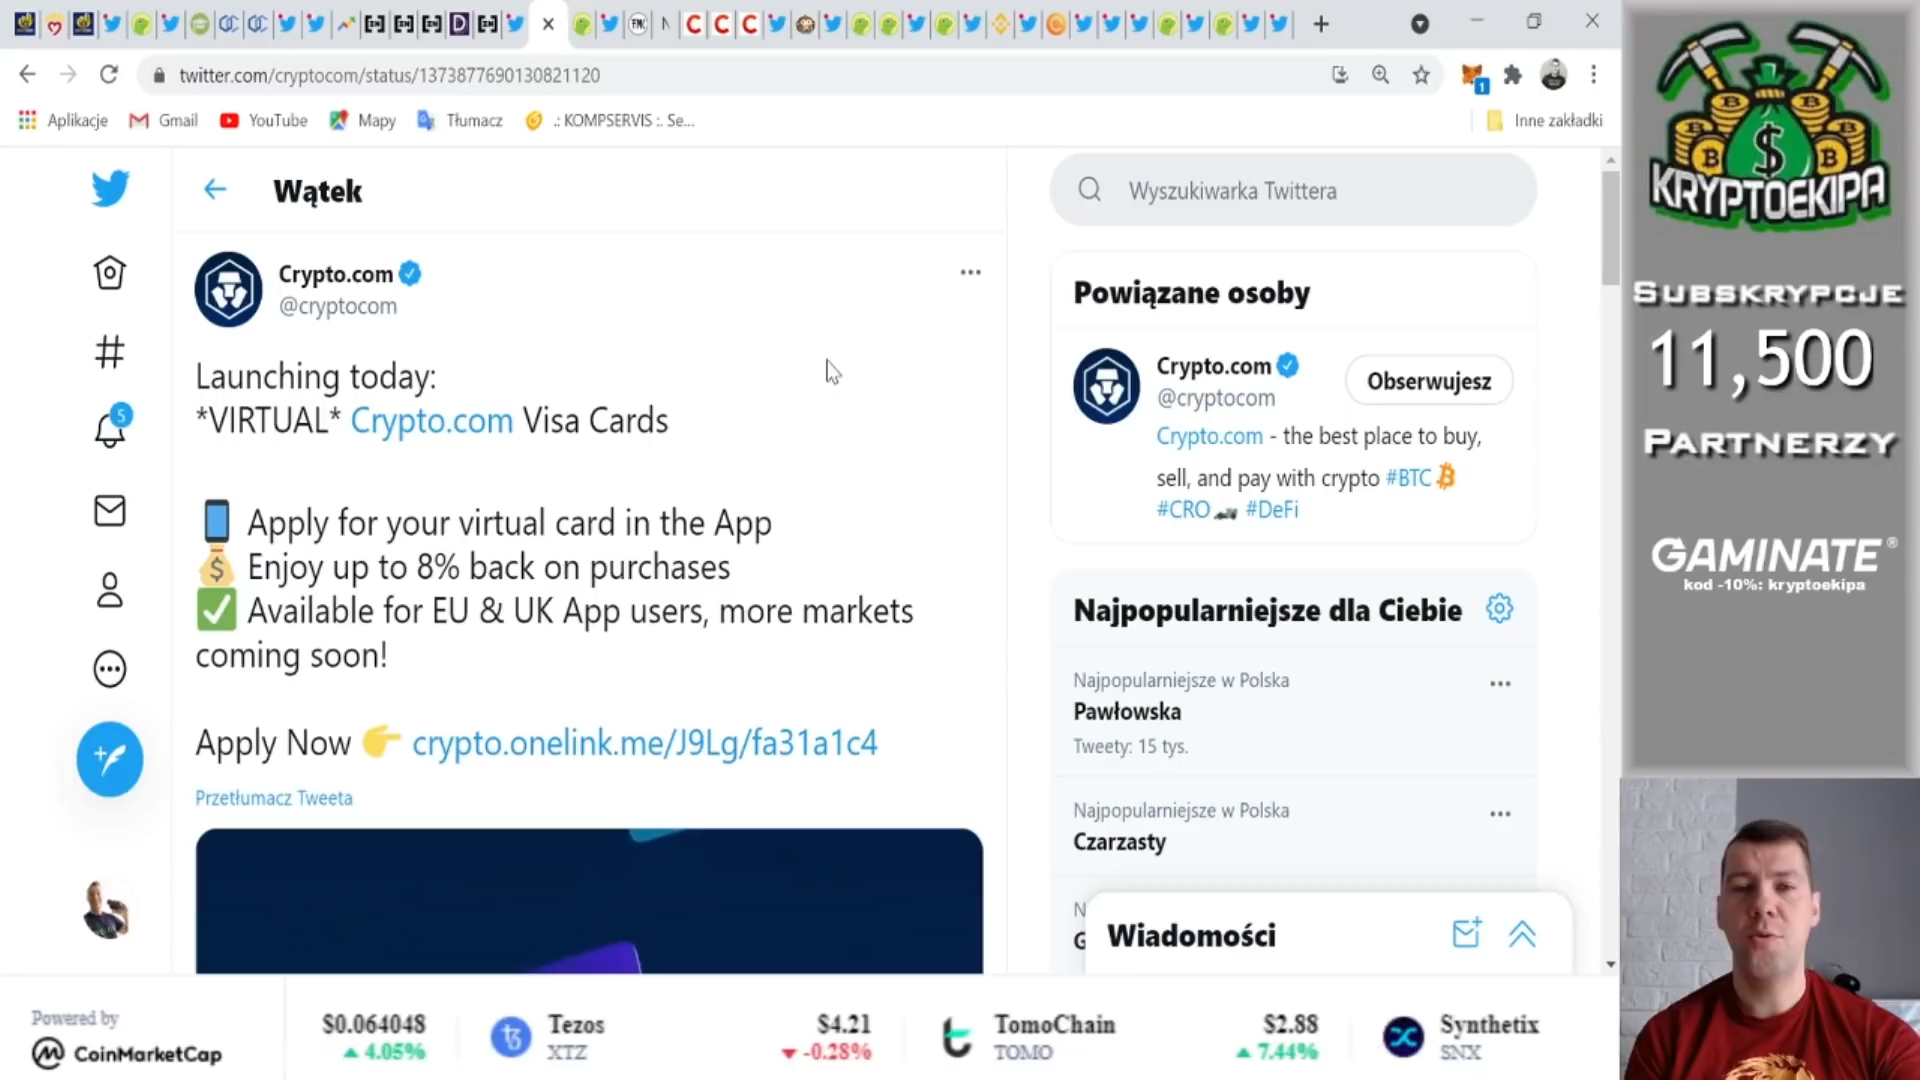 twitter.com/cryptocom/status/1373877690130821120
1
Aplikacje
Gmail
YouTube
Mapy
Tłumacz
.: KOMPSERVIS :. Se...
Inne zakładki
Wątek
Wyszukiwarka Twittera
Crypto.com
@cryptocom
Launching today:
*VIRTUAL* Crypto.com Visa Cards
Apply for your virtual card in the App
Enjoy up to 8% back on purchases
Available for EU & UK App users, more markets
coming soon!
Apply Now 👉 crypto.onelink.me/J9Lg/fa31a1c4
Przetłumacz Tweeta
5
Powiązane osoby
Crypto.com
@cryptocom
Obserwujesz
Crypto.com - the best place to buy,
sell, and pay with crypto #BTC
#CRO #DeFi
Najpopularniejsze dla Ciebie
Najpopularniejsze w Polska
Pawłowska
Tweety: 15 tys.
Najpopularniejsze w Polska
Czarzasty
N
G
Wiadomości
KRYPTOEKIPA
SUBSKRYPCJE
11,500
PARTNERZY
GAMINATE®
kod -10%: kryptoekipa
Powered by
CoinMarketCap
$0.064048
4.05%
Tezos
XTZ
$4.21
-0.28%
TomoChain
TOMO
$2.88
7.44%
Synthetix
SNX